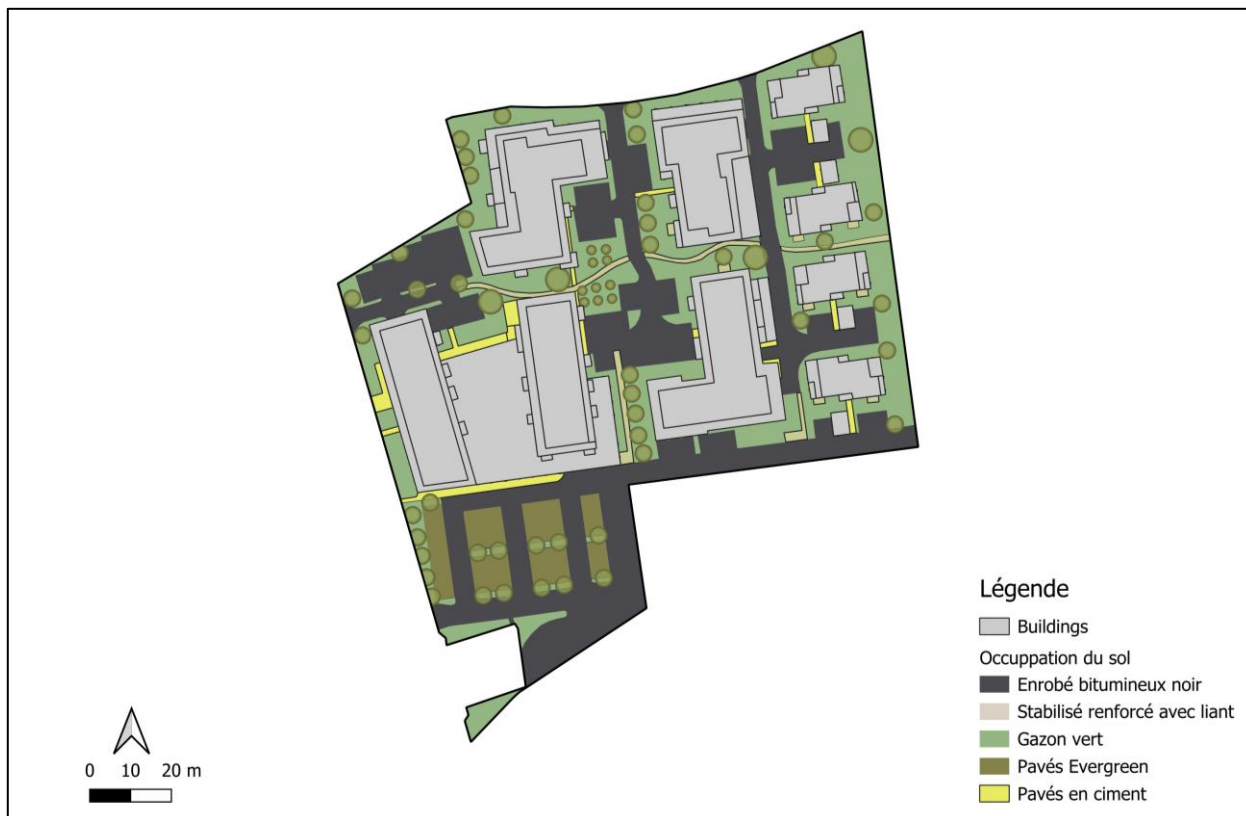 Légende
Buildings
Occuppation du sol
Enrobé bitumineux noir
Stabilisé renforcé avec liant
Gazon vert
Pavés Evergreen
Pavés en ciment
0 10 20 m